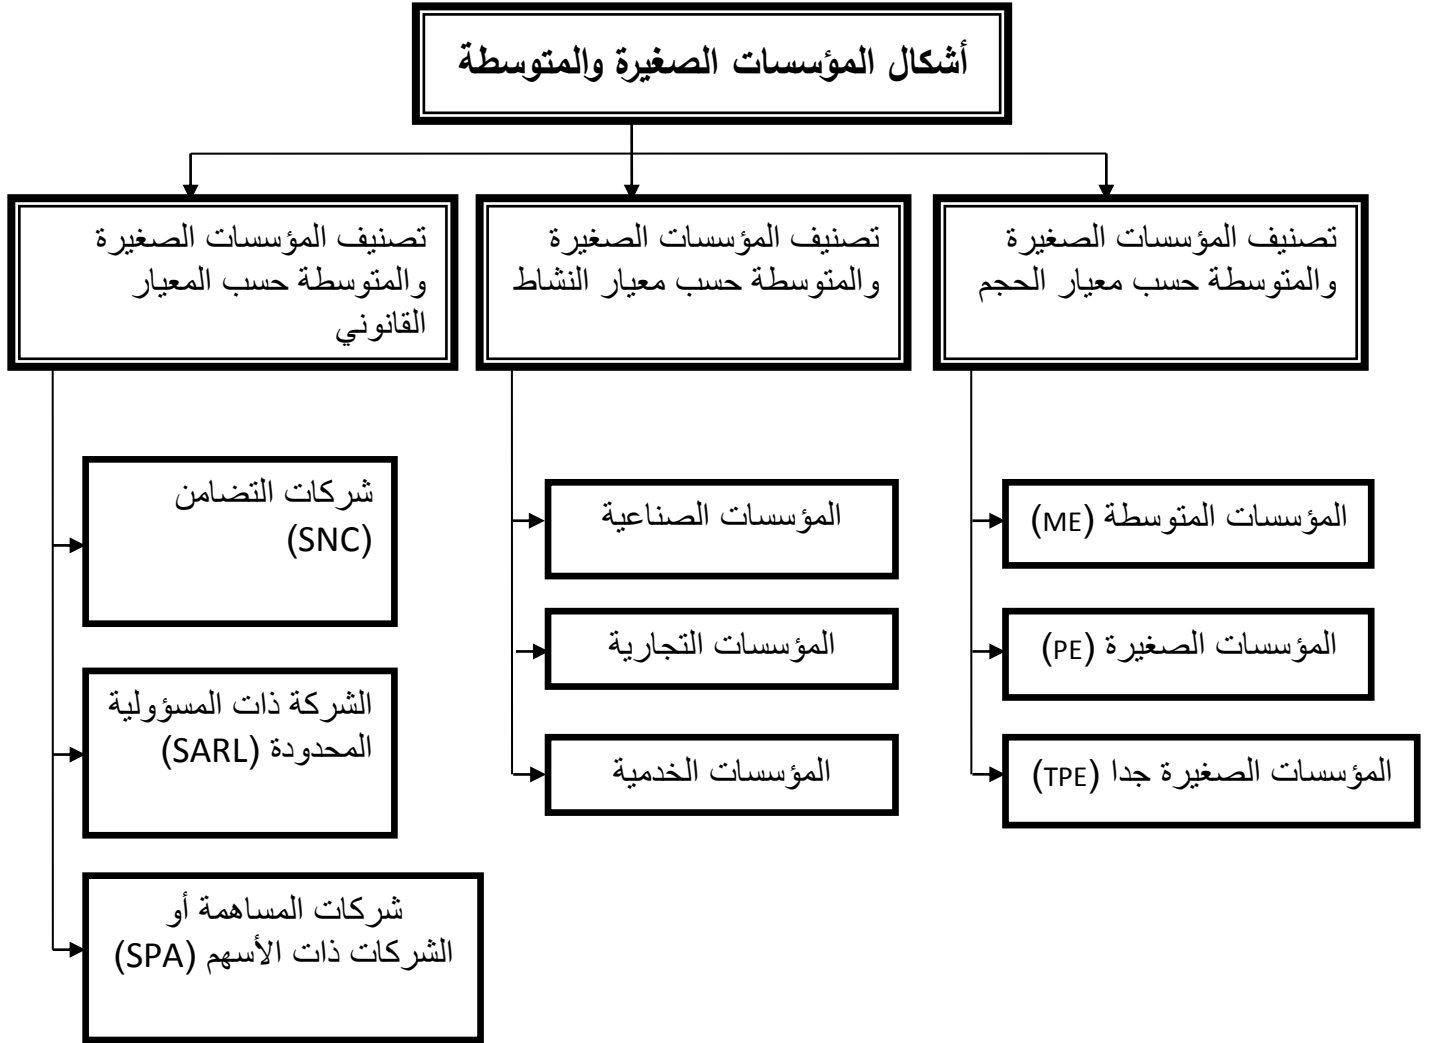 أشكال المؤسسات الصغيرة والمتوسطة
تصنيف المؤسسات الصغيرة
والمتوسطة حسب معيار الحجم
تصنيف المؤسسات الصغيرة
والمتوسطة حسب معيار النشاط
تصنيف المؤسسات الصغيرة
والمتوسطة حسب المعيار
القانوني
المؤسسات المتوسطة (ME)
المؤسسات الصغيرة (PE)
المؤسسات الصغيرة جدا (TPE)
المؤسسات الصناعية
المؤسسات التجارية
المؤسسات الخدمية
شركات التضامن
(SNC)
الشركة ذات المسؤولية
المحدودة (SARL)
شركات المساهمة أو
الشركات ذات الأسهم (SPA)